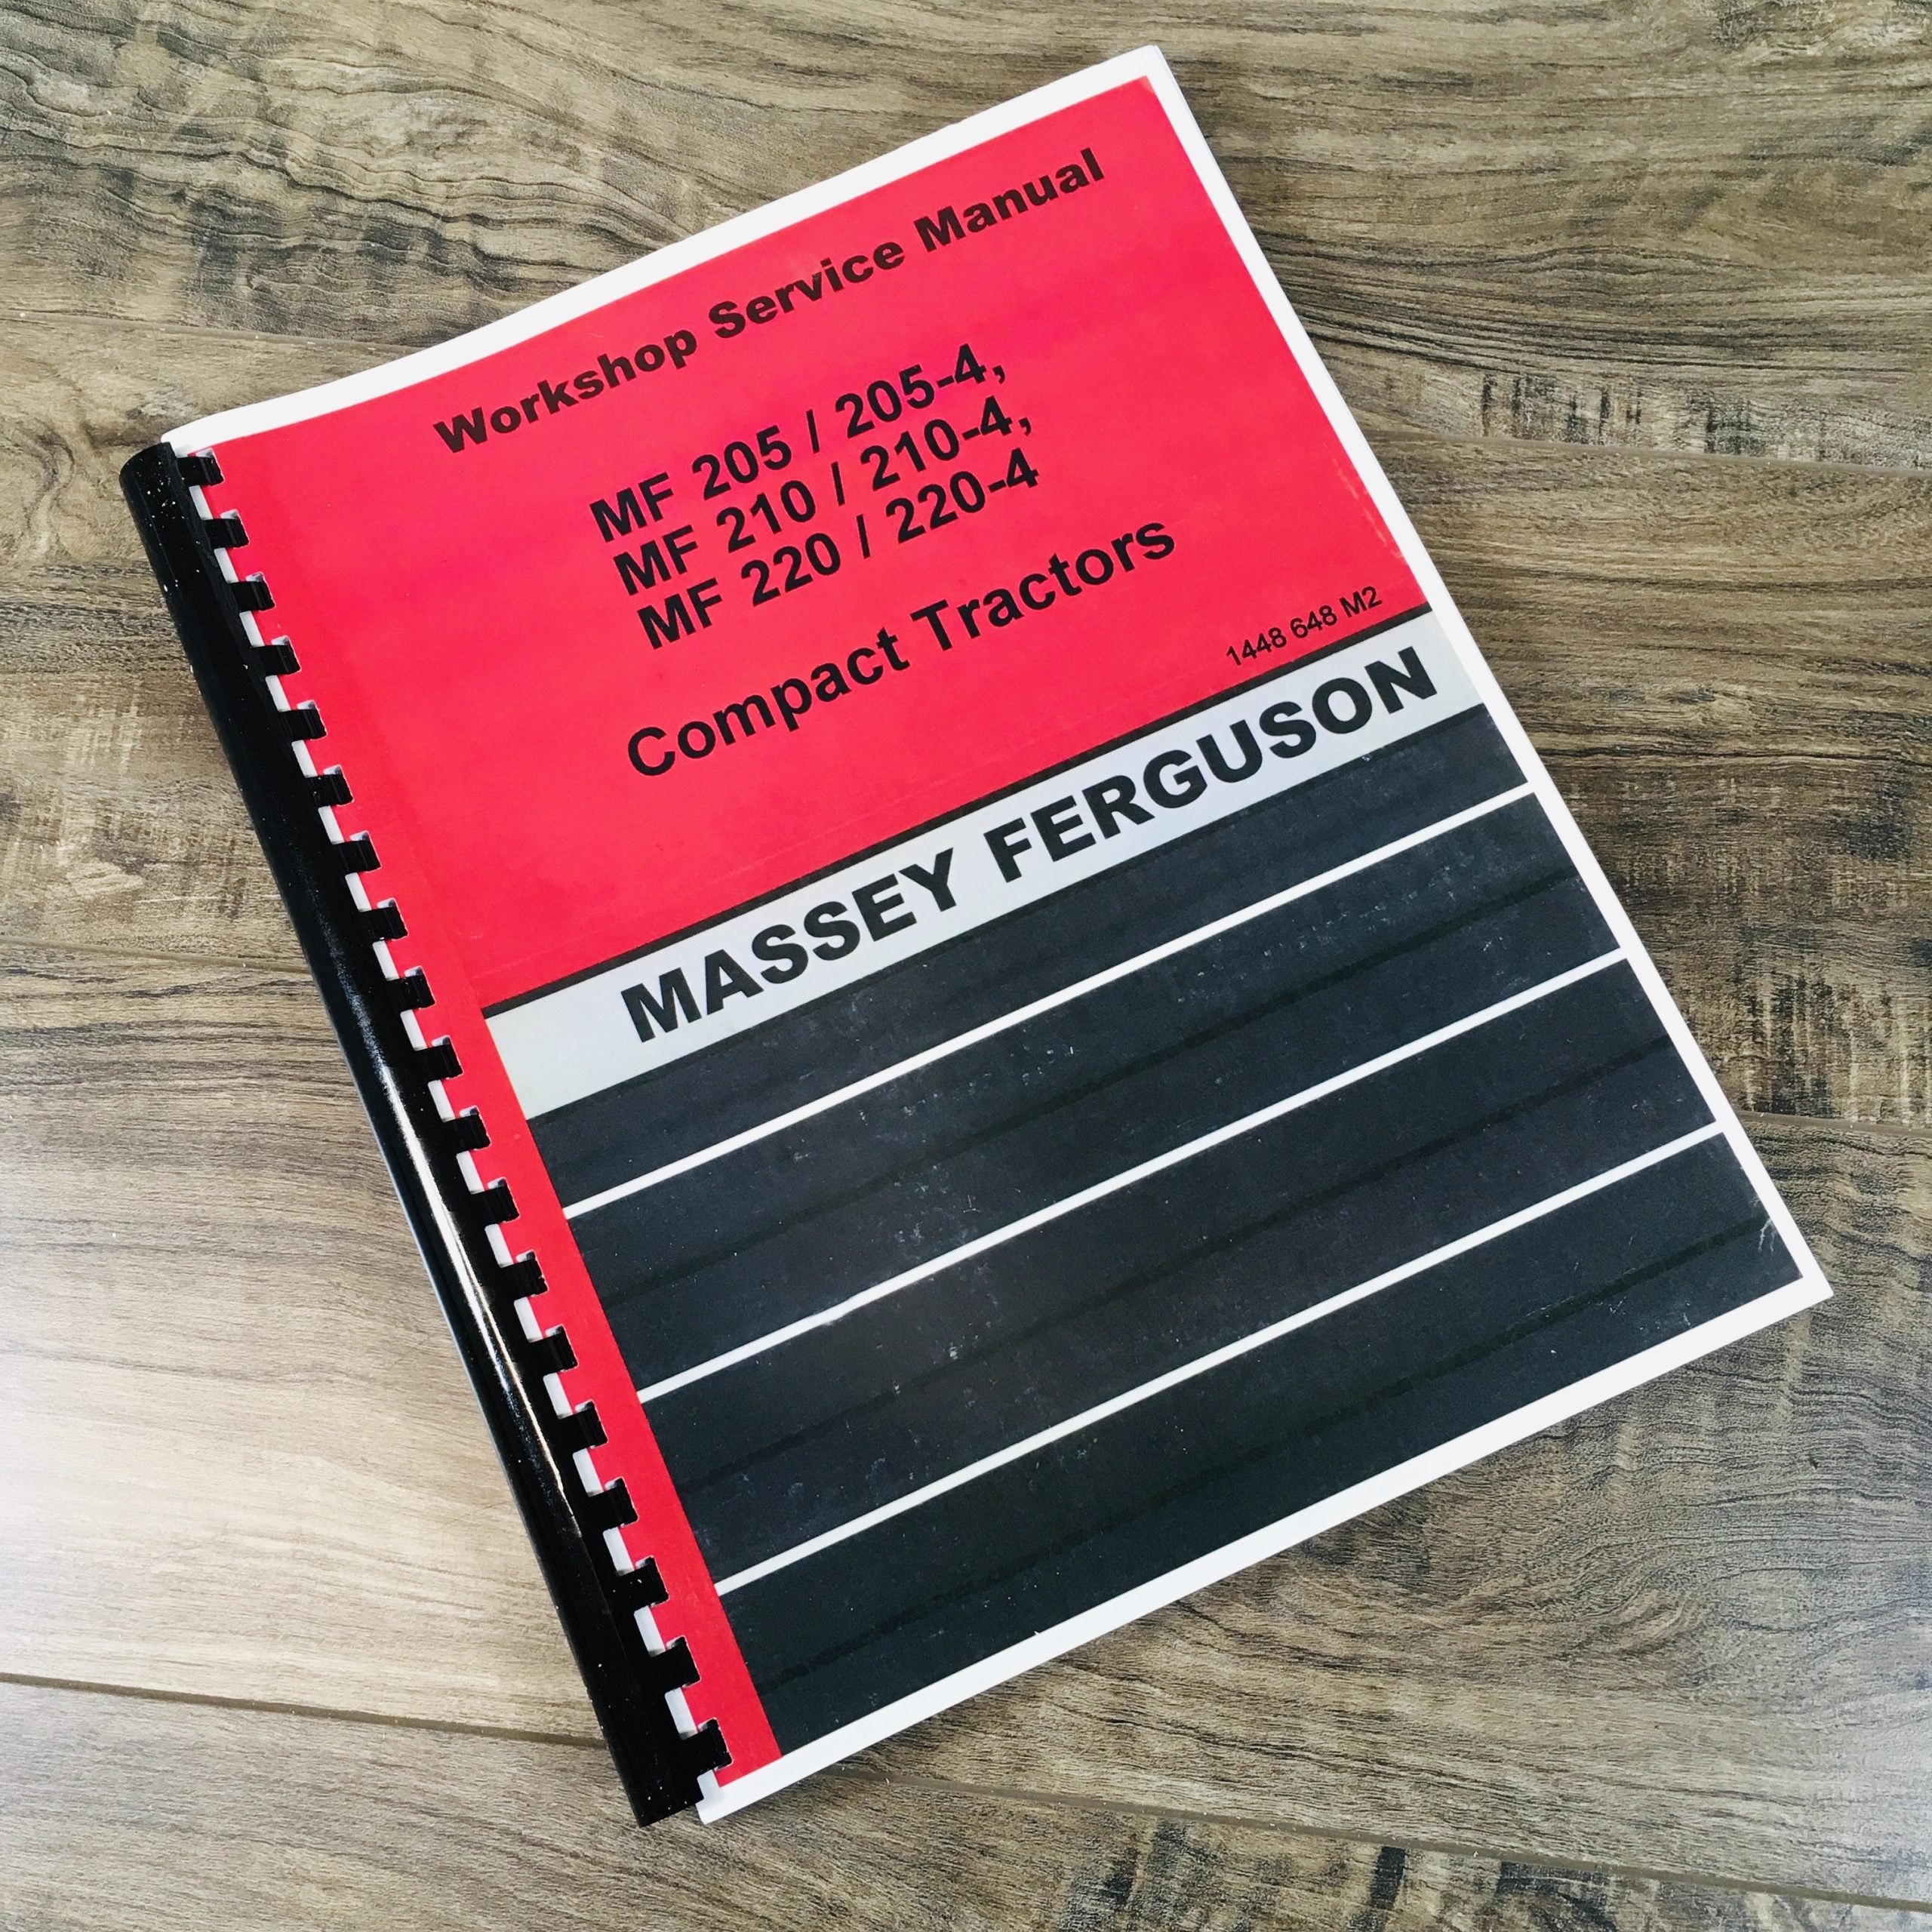 Workshop Service Manual
MF 205 / 205-4,
MF 210 / 210-4,
MF 220 / 220-4
Compact Tractors
1448 648 M2
MASSEY FERGUSON